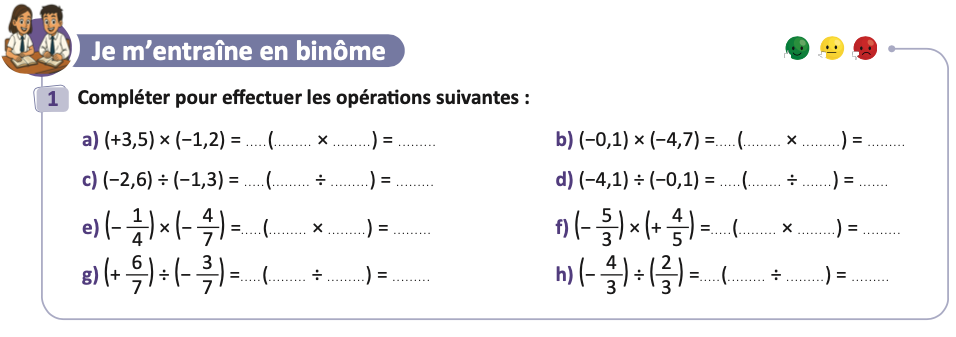 Je m'entraîne en binôme
1 Compléter pour effectuer les opérations suivantes :
a) (+3,5) × (−1,2) = .....(......... × .........) = .........
b) (−0,1) × (−4,7) =.....(......... × .........) = .........
c) (−2,6) ÷ (−1,3) = .....(......... ÷ .........) = .........
d) (−4,1) ÷ (−0,1) = .....(........ ÷ .......) = .......
e) (− 1/4) × (− 4/7) =.....(......... × .........) = .........
f) (− 5/3) × (+ 4/5) =.....(......... × .........) = .........
g) (+ 6/7) ÷ (− 3/7) =.....(......... ÷ .........) = .........
h) (− 4/3) ÷ (2/3) =.....(......... ÷ .........) = .........